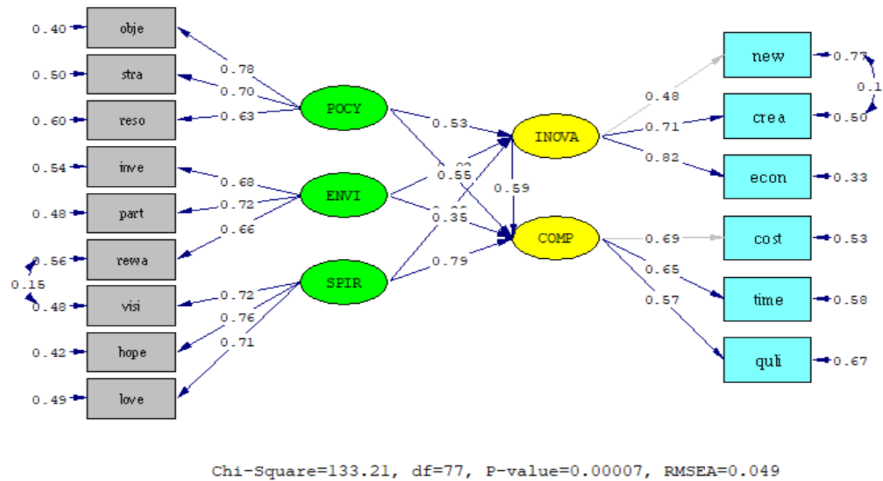 0.40 obje
0.50 stra
0.60 reso
0.54 inve
0.48 part
0.56 rewa
0.15
0.48 visi
0.42 hope
0.49 love
0.78
0.70
0.63
0.68
0.72
0.66
0.72
0.76
0.71
POCY
ENVI
SPIR
0.53
0.55
0.35
0.79
0.59
INOVA
COMP
0.48
0.71
0.82
0.69
0.65
0.57
new 0.77
0.1
crea 0.50
econ 0.33
cost 0.53
time 0.58
quli 0.67
Chi-Square=133.21, df=77, P-value=0.00007, RMSEA=0.049